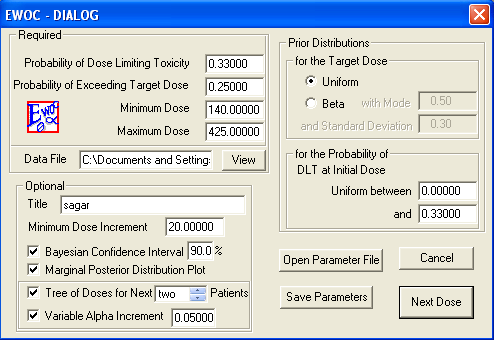 EWOC - DIALOG
Required
Probability of Dose Limiting Toxicity 0.33000
Probability of Exceeding Target Dose 0.25000
EWOC
Minimum Dose 140.00000
Maximum Dose 425.00000
Data File C:\Documents and Setting: View
Optional
Title sagar
Minimum Dose Increment 20.00000
Bayesian Confidence Interval 90.0 %
Marginal Posterior Distribution Plot
Tree of Doses for Next two Patients
Variable Alpha Increment 0.05000
Prior Distributions
for the Target Dose
Uniform
Beta with Mode 0.50
and Standard Deviation 0.30
for the Probability of
DLT at Initial Dose
Uniform between 0.00000
and 0.33000
Open Parameter File
Cancel
Save Parameters
Next Dose